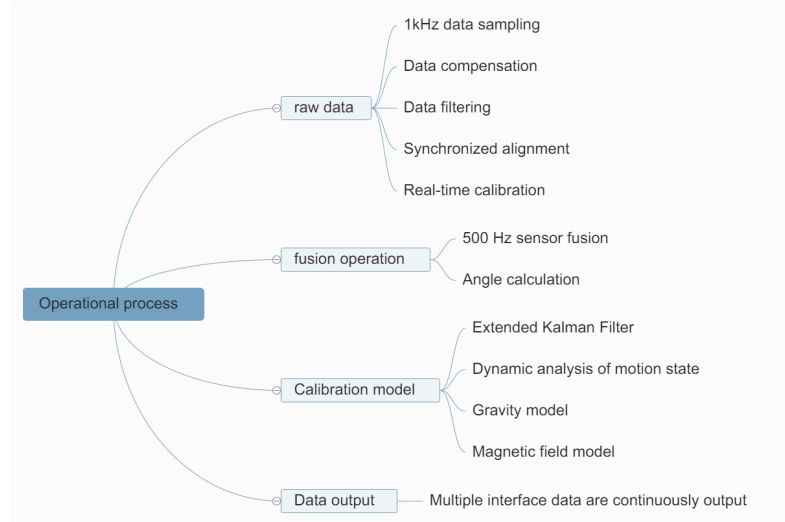 Operational process
raw data
1kHz data sampling
Data compensation
Data filtering
Synchronized alignment
Real-time calibration
fusion operation
500 Hz sensor fusion
Angle calculation
Calibration model
Extended Kalman Filter
Dynamic analysis of motion state
Gravity model
Magnetic field model
Data output
Multiple interface data are continuously output